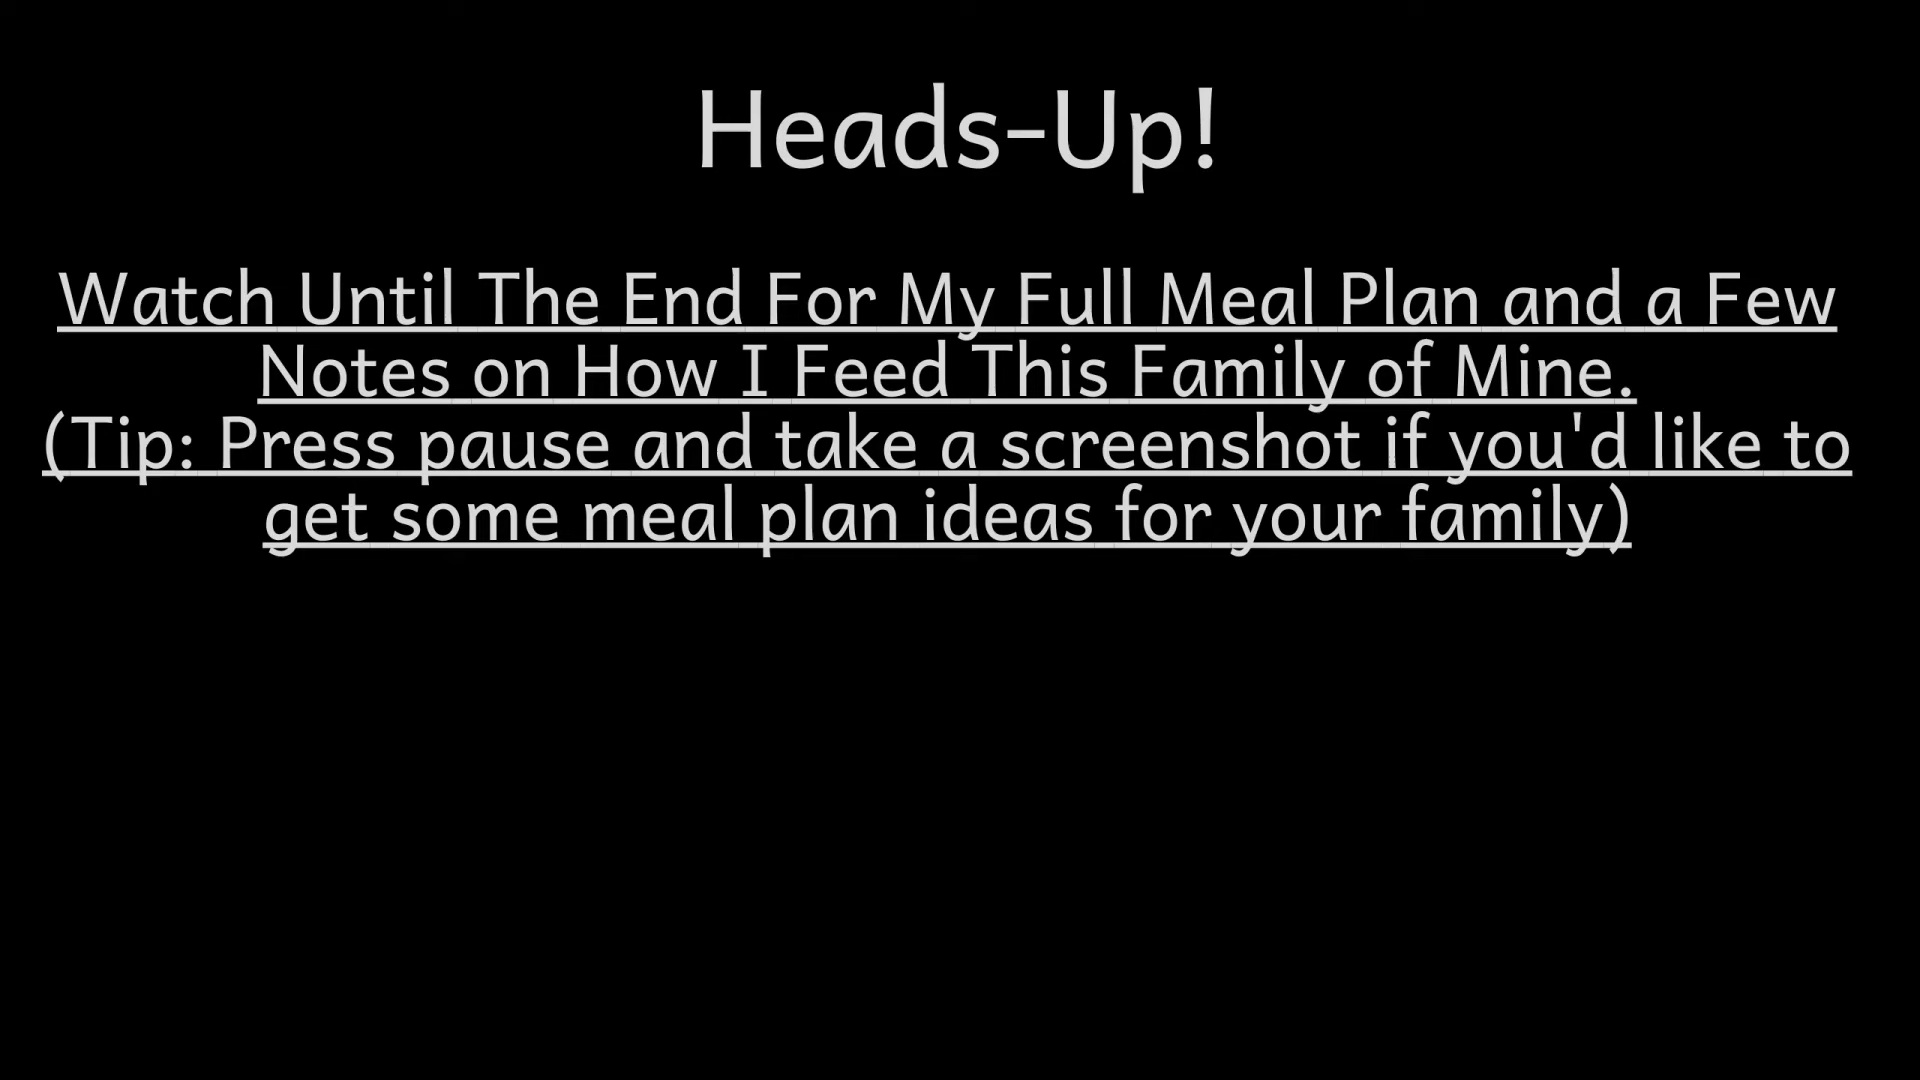 Heads-Up!
Watch Until The End For My Full Meal Plan and a Few
Notes on How I Feed This Family of Mine.
(Tip: Press pause and take a screenshot if you'd like to
get some meal plan ideas for your family)